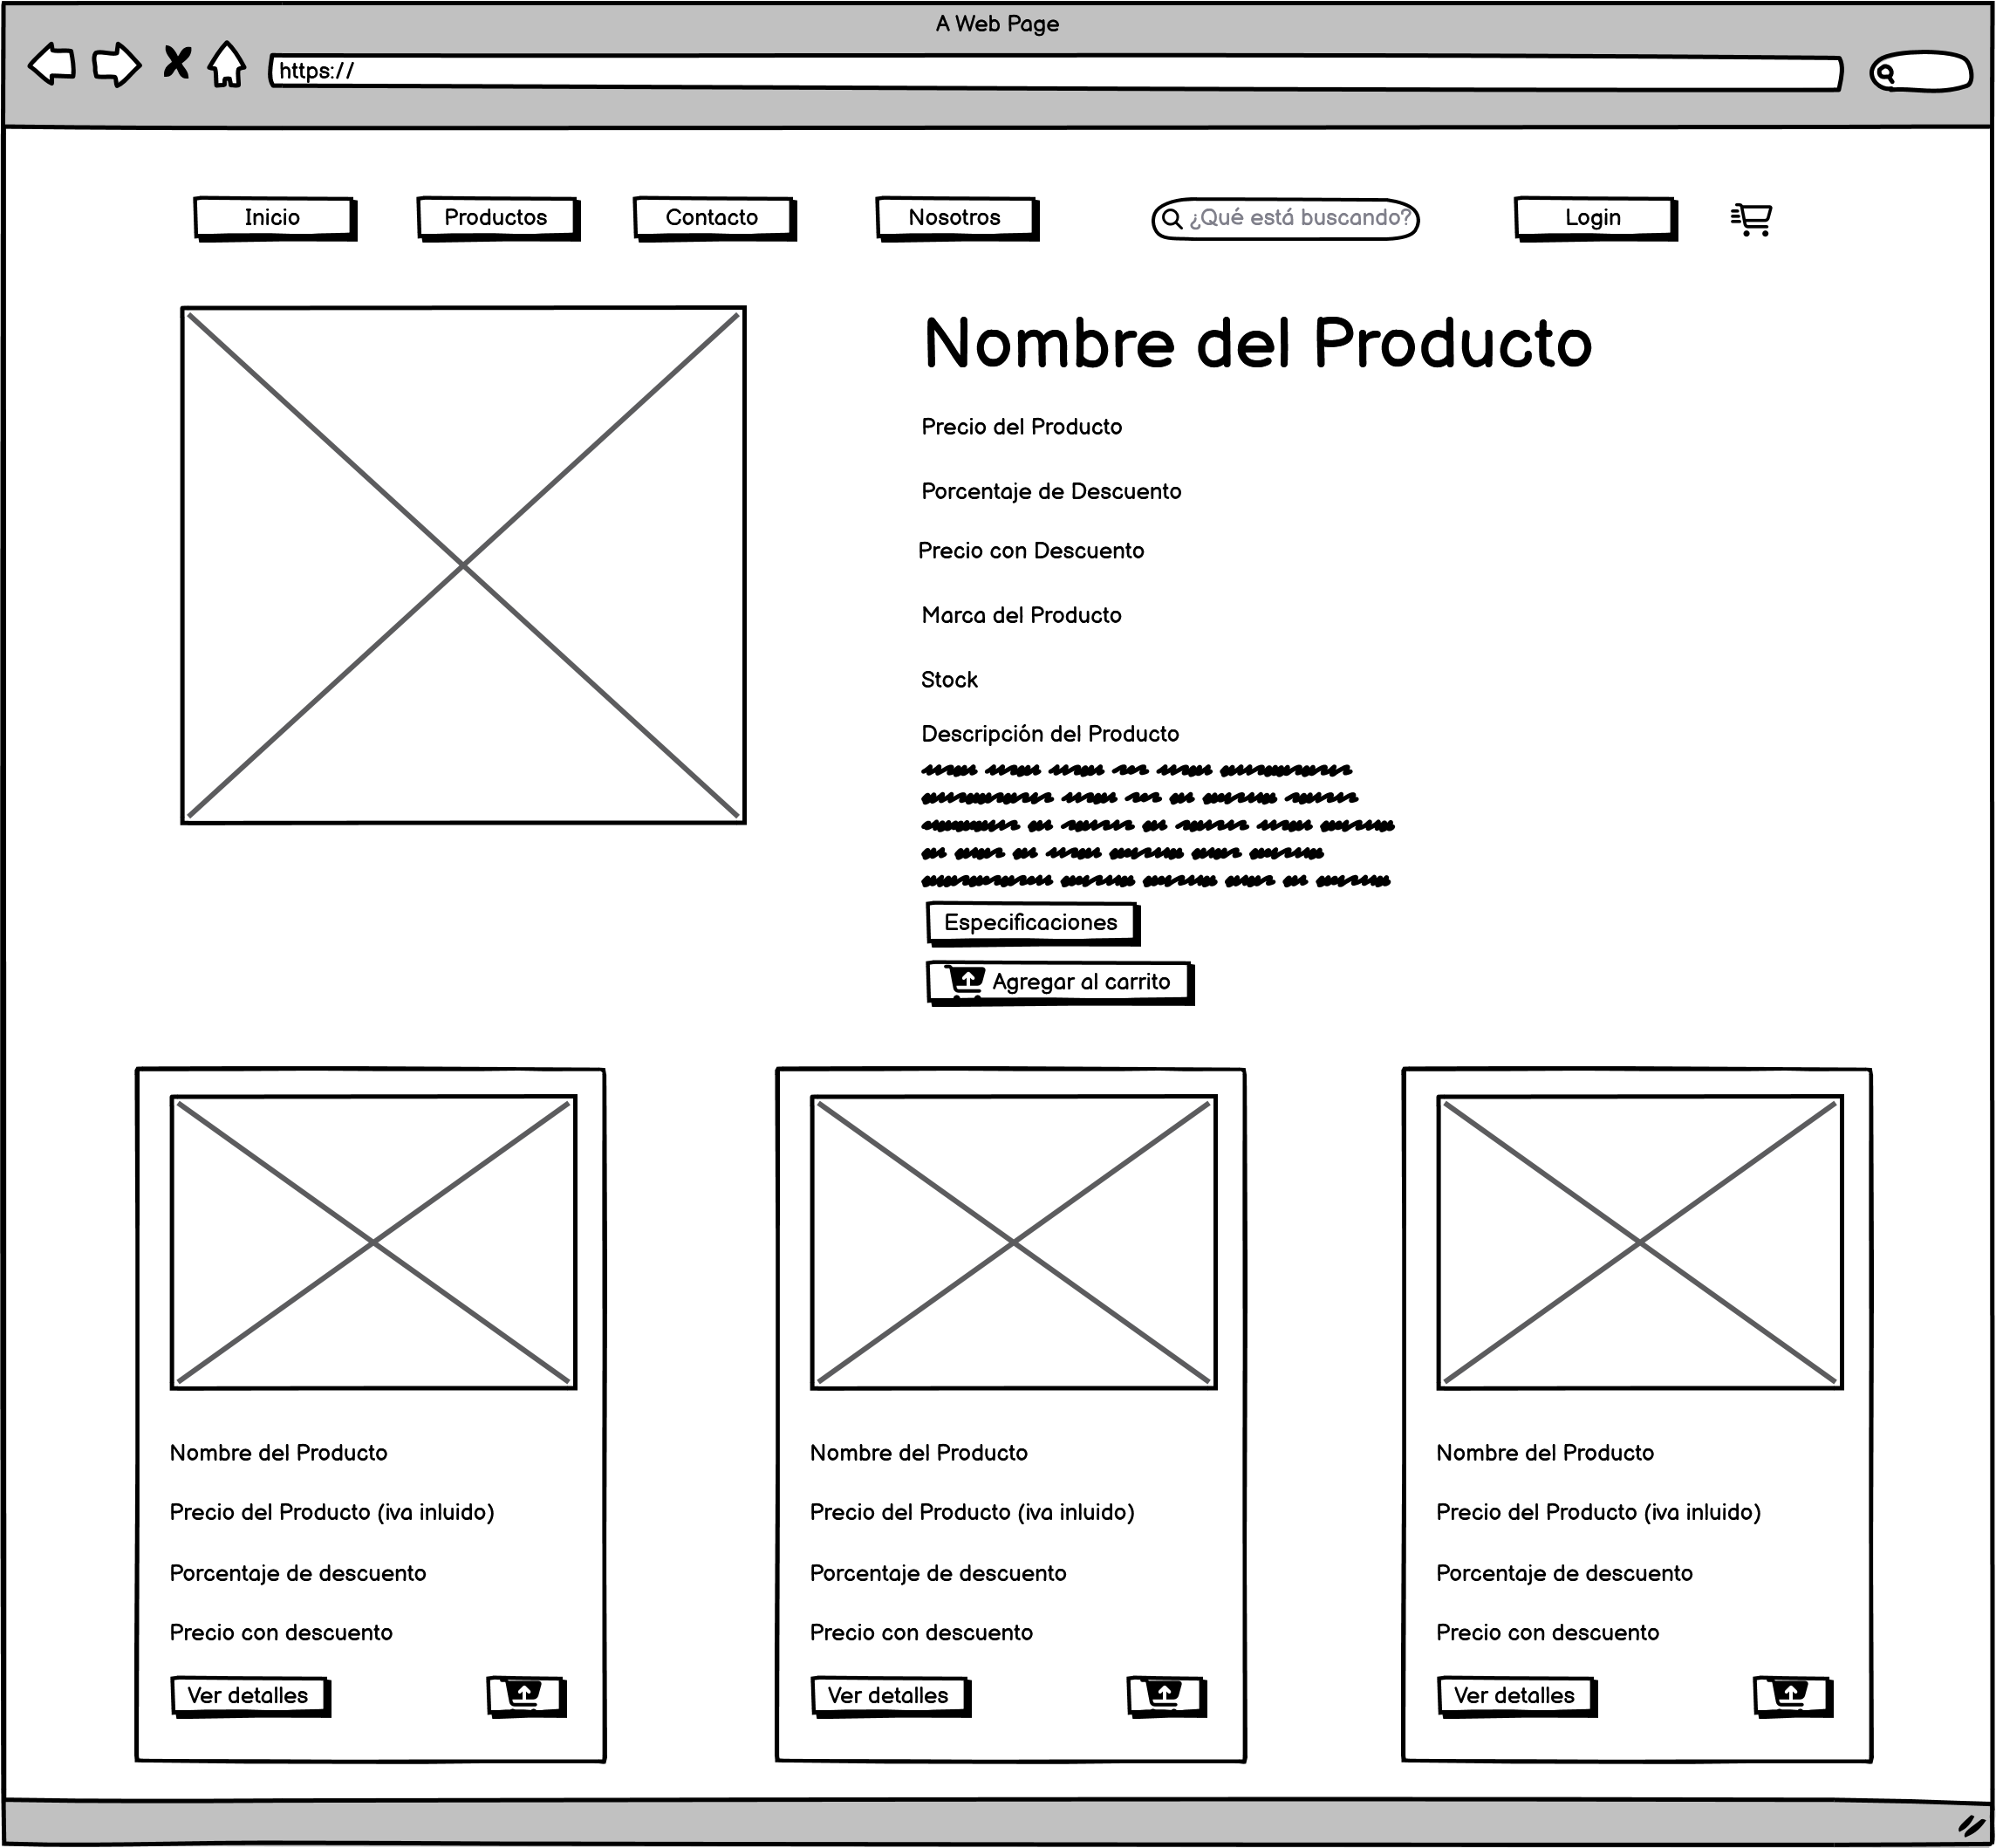 A Web Page
https://
Inicio Productos Contacto Nosotros ¿Qué está buscando? Login
Nombre del Producto
Precio del Producto
Porcentaje de Descuento
Precio con Descuento
Marca del Producto
Stock
Descripción del Producto
Especificaciones
Agregar al carrito
Nombre del Producto
Precio del Producto (iva inluido)
Porcentaje de descuento
Precio con descuento
Ver detalles
Nombre del Producto
Precio del Producto (iva inluido)
Porcentaje de descuento
Precio con descuento
Ver detalles
Nombre del Producto
Precio del Producto (iva inluido)
Porcentaje de descuento
Precio con descuento
Ver detalles